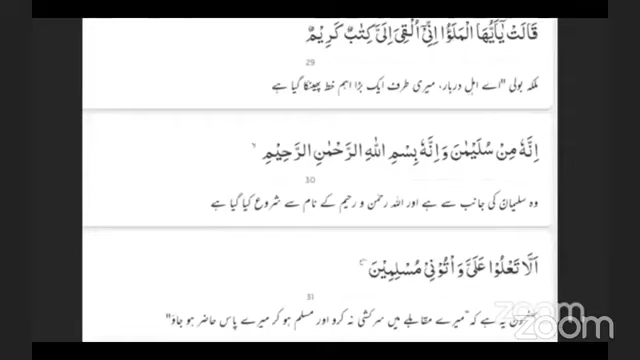 قَالَتْ يٰۤاَيُّهَا الْمَلَؤُا اِنِّىْۤ اُلْقِىَ اِلَىَّ كِتٰبٌ كَرِيْمٌ
29
ملکہ بولی "اے اہلِ دربار، میری طرف ایک بڑا اہم خط پھینکا گیا ہے
اِنَّهٗ مِنْ سُلَيْمٰنَ وَاِنَّهٗ بِسْمِ اللّٰهِ الرَّحْمٰنِ الرَّحِيْمِۙ
30
وہ سلیمانؑ کی جانب سے ہے اور اللہ رحمٰن و رحیم کے نام سے شروع کیا گیا ہے
اَلَّا تَعْلُوْا عَلَىَّ وَاْتُوْنِىْ مُسْلِمِيْنَ
31
یہ ہے کہ "میرے مقابلے میں سرکشی نہ کرو اور مسلم ہو کر میرے پاس حاضر ہو جاؤ"
zoom
zoom